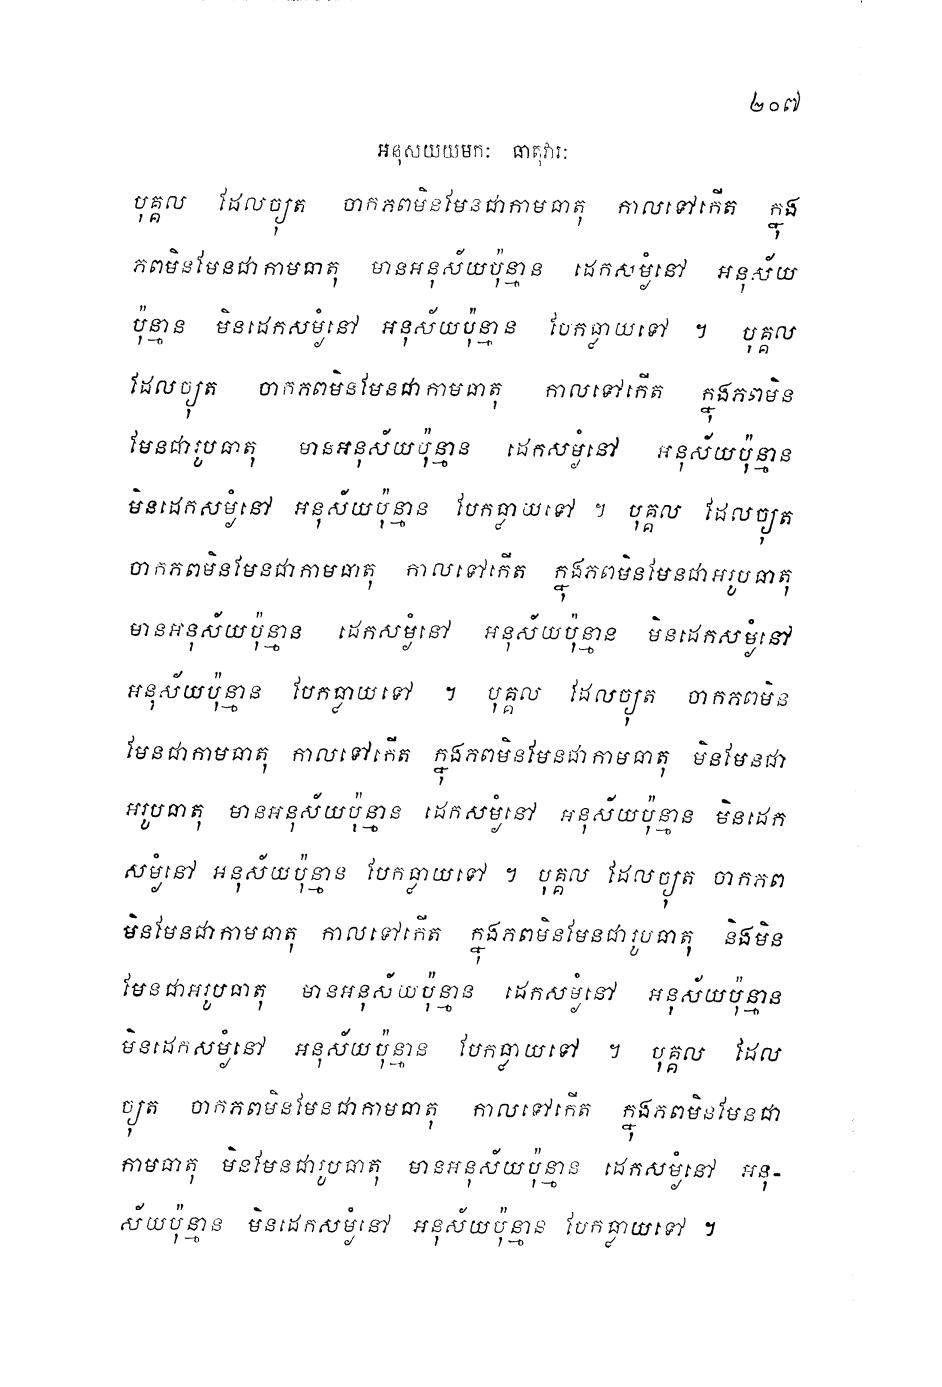 ២០៧
អនុសយយមកៈ ធាតុវារៈ
បុគ្គល ដែលច្យុត ចាកភពមិនមែនជាកាមធាតុ កាលទៅកើត ក្នុង
ភពមិនមែនជាកាមធាតុ មានអនុស័យប៉ុន្មាន ដេកសម្ងំនៅ អនុស័យ
ប៉ុន្មាន មិនដេកសម្ងំនៅ អនុស័យប៉ុន្មាន បែកធ្លាយទៅ ។ បុគ្គល
ដែលច្យុត ចាកភពមិនមែនជាកាមធាតុ កាលទៅកើត ក្នុងភពមិន
មែនជារូបធាតុ មានអនុស័យប៉ុន្មាន ដេកសម្ងំនៅ អនុស័យប៉ុន្មាន
មិនដេកសម្ងំនៅ អនុស័យប៉ុន្មាន បែកធ្លាយទៅ ។ បុគ្គល ដែលច្យុត
ចាកភពមិនមែនជាកាមធាតុ កាលទៅកើត ក្នុងភពមិនមែនជាអរូបធាតុ
មានអនុស័យប៉ុន្មាន ដេកសម្ងំនៅ អនុស័យប៉ុន្មាន មិនដេកសម្ងំនៅ
អនុស័យប៉ុន្មាន បែកធ្លាយទៅ ។ បុគ្គល ដែលច្យុត ចាកភពមិន
មែនជាកាមធាតុ កាលទៅកើត ក្នុងភពមិនមែនជាកាមធាតុ មិនមែនជា
អរូបធាតុ មានអនុស័យប៉ុន្មាន ដេកសម្ងំនៅ អនុស័យប៉ុន្មាន មិនដេក
សម្ងំនៅ អនុស័យប៉ុន្មាន បែកធ្លាយទៅ ។ បុគ្គល ដែលច្យុត ចាកភព
មិនមែនជាកាមធាតុ កាលទៅកើត ក្នុងភពមិនមែនជារូបធាតុ និងមិន
មែនជាអរូបធាតុ មានអនុស័យប៉ុន្មាន ដេកសម្ងំនៅ អនុស័យប៉ុន្មាន
មិនដេកសម្ងំនៅ អនុស័យប៉ុន្មាន បែកធ្លាយទៅ ។ បុគ្គល ដែល
ច្យុត ចាកភពមិនមែនជាកាមធាតុ កាលទៅកើត ក្នុងភពមិនមែនជា
កាមធាតុ មិនមែនជារូបធាតុ មានអនុស័យប៉ុន្មាន ដេកសម្ងំនៅ អនុ-
ស័យប៉ុន្មាន មិនដេកសម្ងំនៅ អនុស័យប៉ុន្មាន បែកធ្លាយទៅ ។